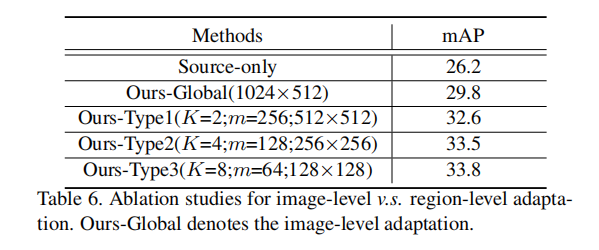 Methods mAP
Source-only 26.2
Ours-Global(1024×512) 29.8
Ours-Type1(K=2;m=256;512×512) 32.6
Ours-Type2(K=4;m=128;256×256) 33.5
Ours-Type3(K=8;m=64;128×128) 33.8
Table 6. Ablation studies for image-level v.s. region-level adapta-
tion. Ours-Global denotes the image-level adaptation.